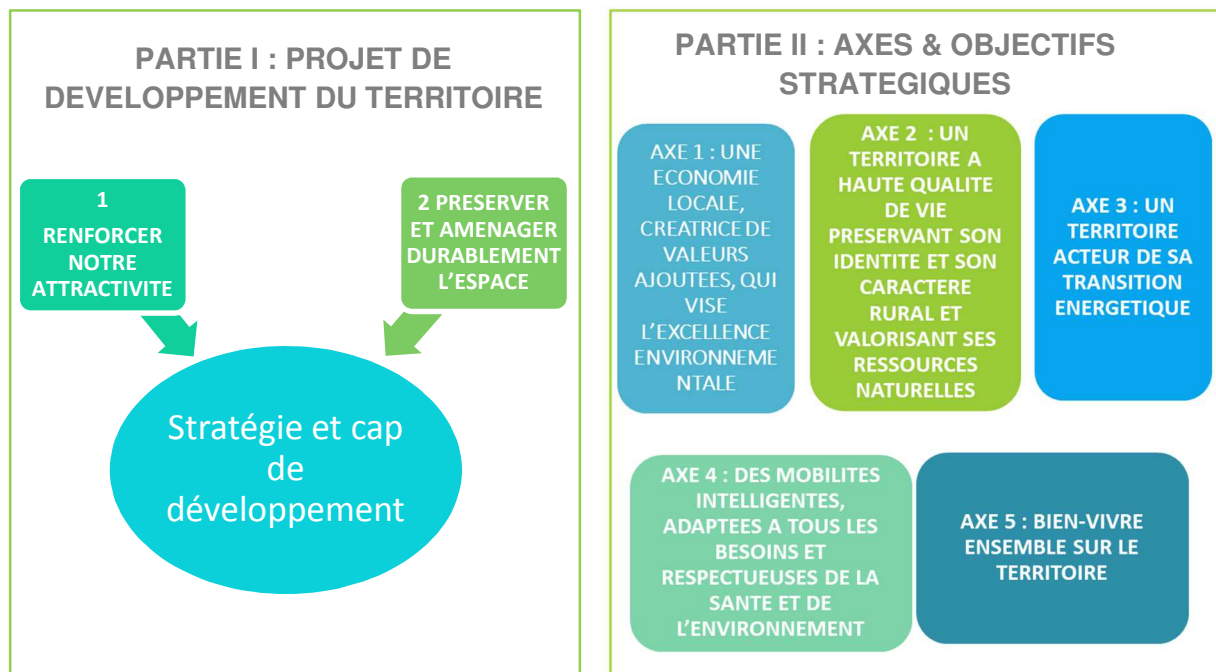 PARTIE I : PROJET DE
DEVELOPPEMENT DU TERRITOIRE
1
RENFORCER
NOTRE
ATTRACTIVITE
2 PRESERVER
ET AMENAGER
DURABLEMENT
L'ESPACE
Stratégie et cap
de
développement
PARTIE II : AXES & OBJECTIFS
STRATEGIQUES
AXE 1 : UNE
ECONOMIE
LOCALE,
CREATRICE DE
VALEURS
AJOUTEES, QUI
VISE
L'EXCELLENCE
ENVIRONNEME
NTALE
AXE 2 : UN
TERRITOIRE A
HAUTE QUALITE
DE VIE
PRESERVANT SON
IDENTITE ET SON
CARACTERE
RURAL ET
VALORISANT SES
RESSOURCES
NATURELLES
AXE 3 : UN
TERRITOIRE
ACTEUR DE SA
TRANSITION
ENERGETIQUE
AXE 4 : DES MOBILITES
INTELLIGENTES,
ADAPTEES A TOUS LES
BESOINS ET
RESPECTUEUSES DE LA
SANTE ET DE
L'ENVIRONNEMENT
AXE 5 : BIEN-VIVRE
ENSEMBLE SUR LE
TERRITOIRE